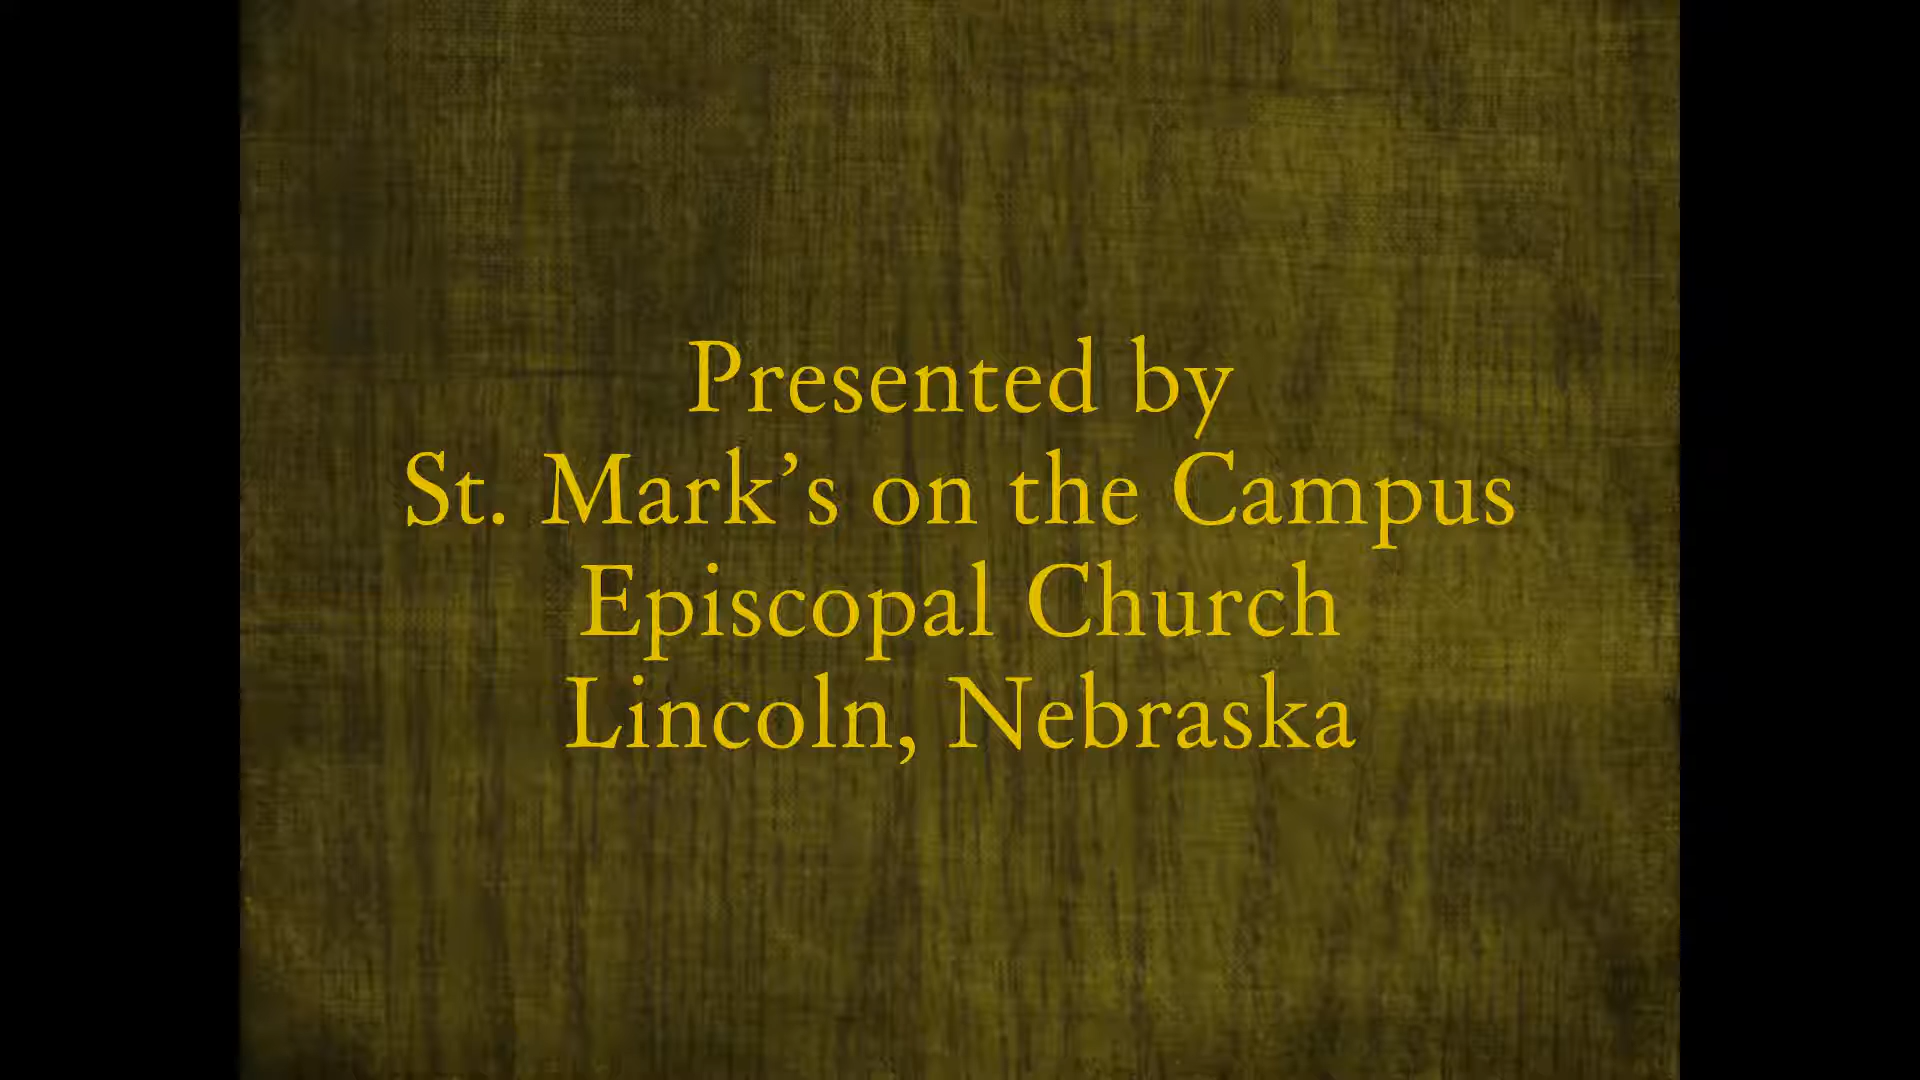 Presented by
St. Mark’s on the Campus
Episcopal Church
Lincoln, Nebraska